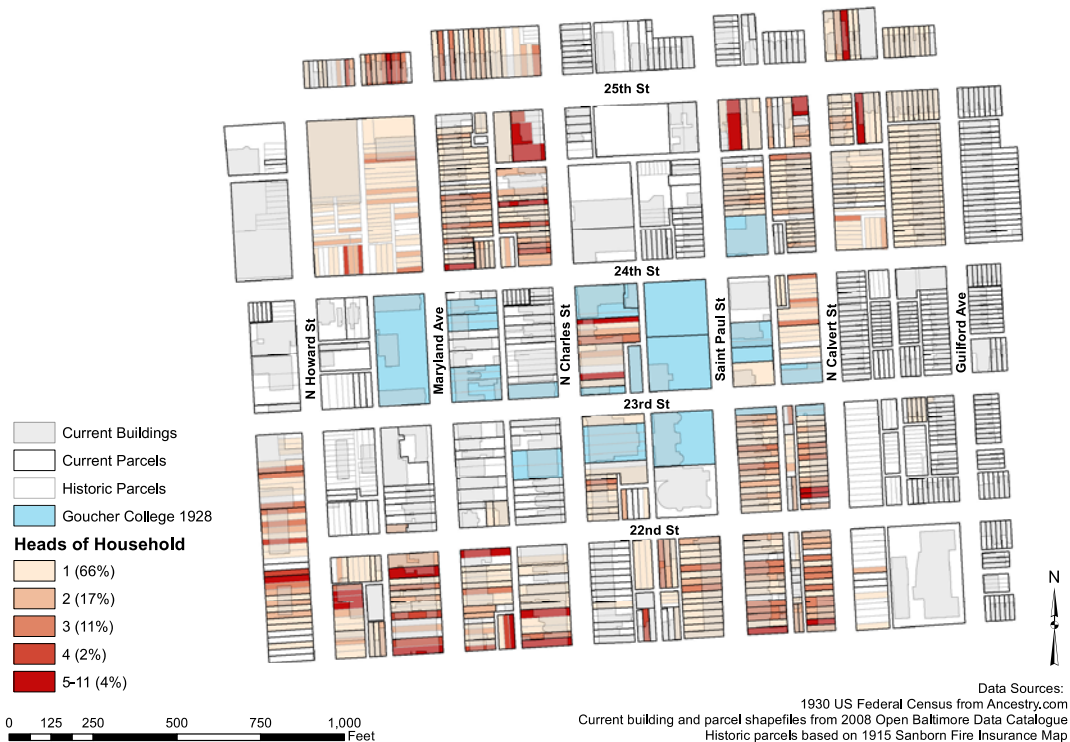 25th St
24th St
N Howard St
Maryland Ave
N Charles St
Saint Paul St
N Calvert St
Guilford Ave
23rd St
22nd St
Current Buildings
Current Parcels
Historic Parcels
Goucher College 1928
Heads of Household
1 (66%)
2 (17%)
3 (11%)
4 (2%)
5-11 (4%)
N
0 125 250 500 750 1,000
Feet
Data Sources:
1930 US Federal Census from Ancestry.com
Current building and parcel shapefiles from 2008 Open Baltimore Data Catalogue
Historic parcels based on 1915 Sanborn Fire Insurance Map